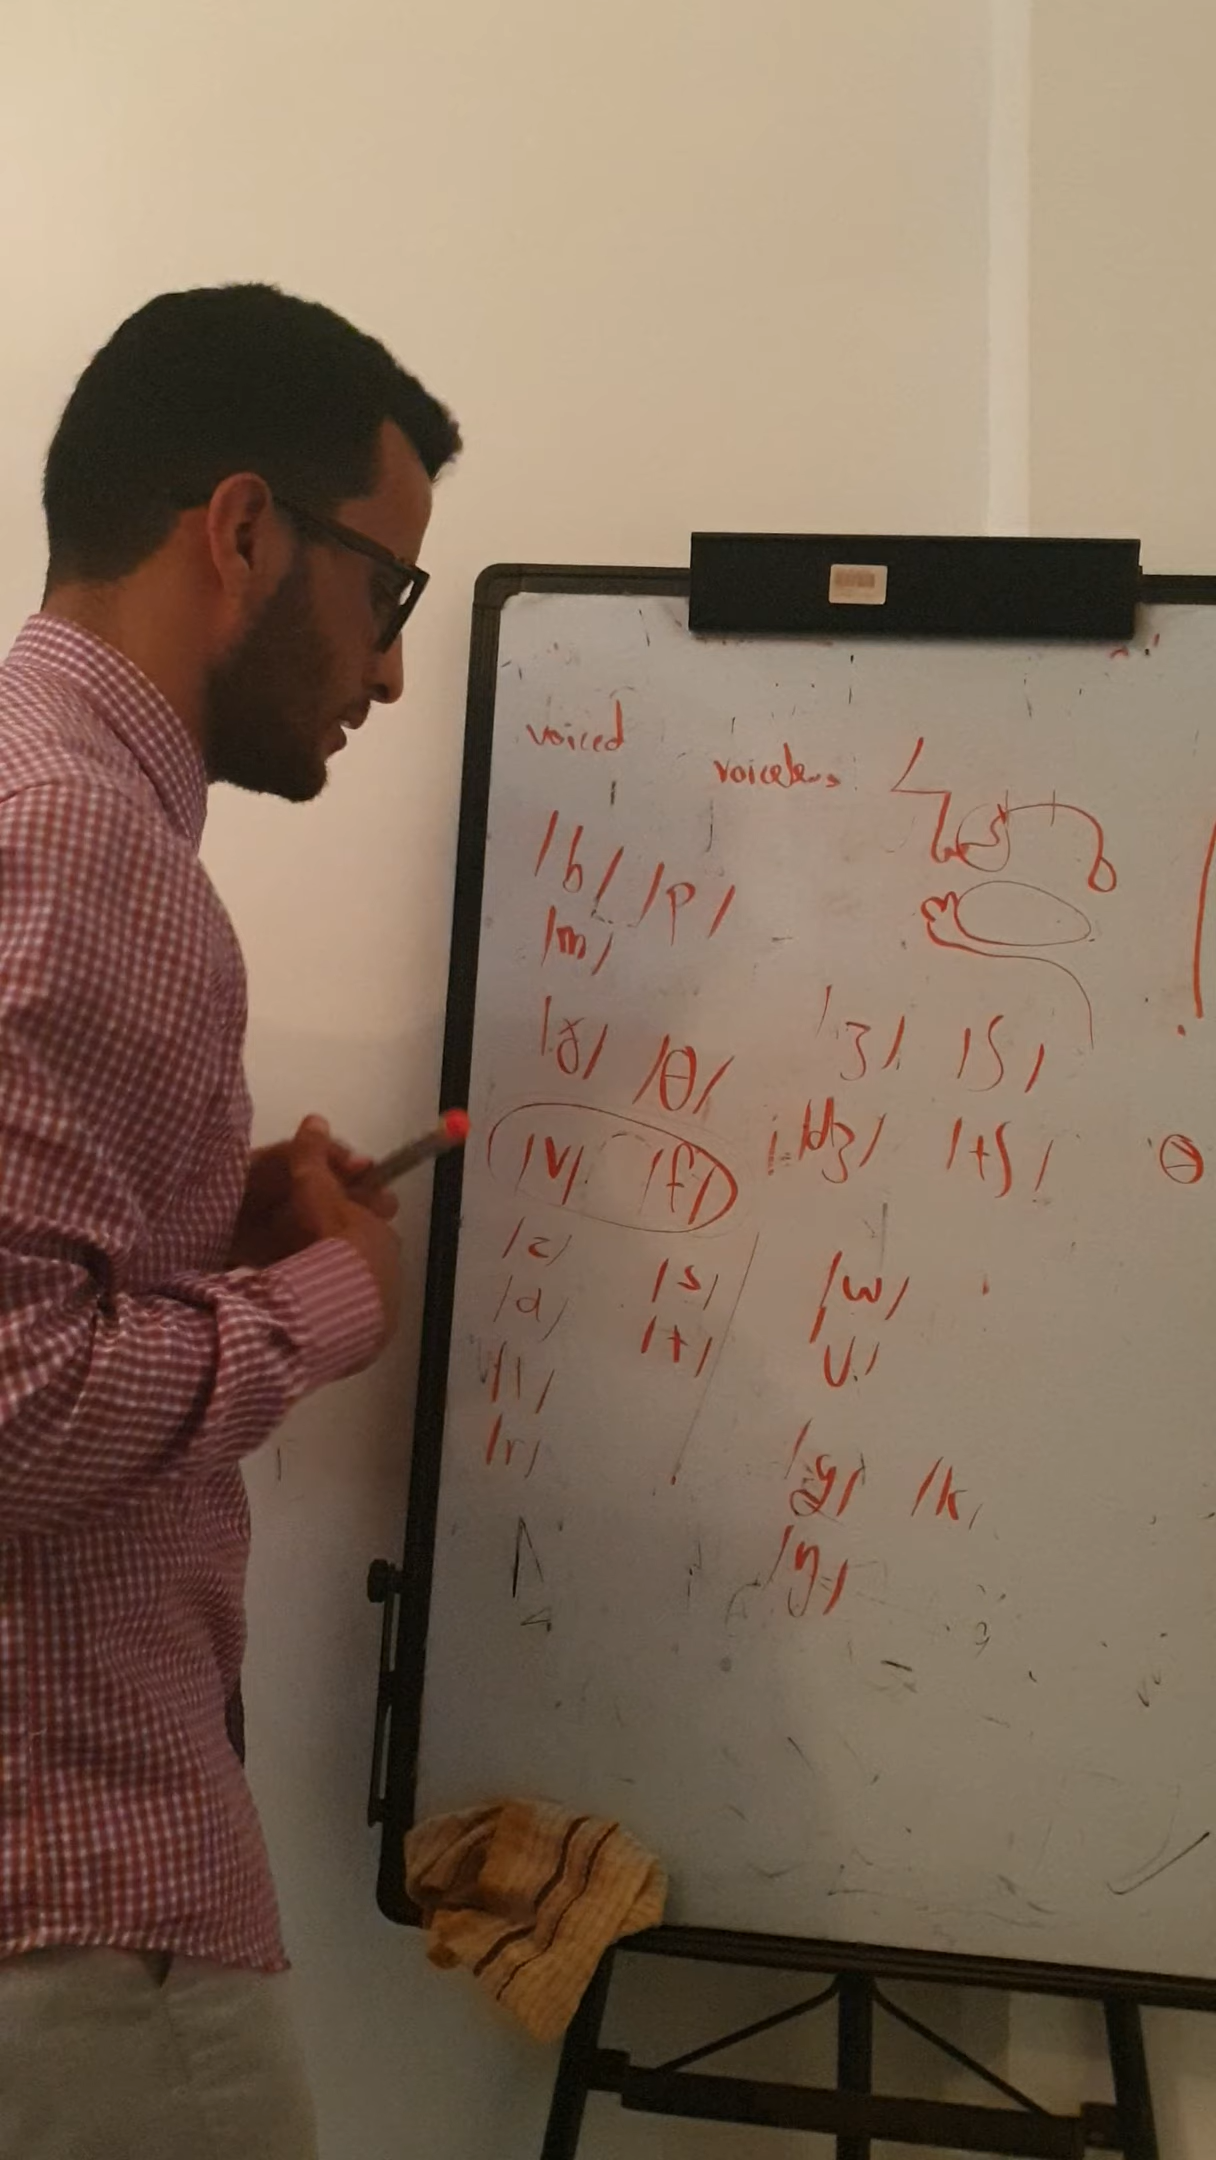 voiced
voiceless
/b/ /p/
/m/
/ð/ /θ/
/v/ /f/
/z/ /s/
/d/ /t/
/l/
/r/
/ʒ/ /ʃ/
/dʒ/ /tʃ/
θ
/w/
/g/ /k/
/ŋ/